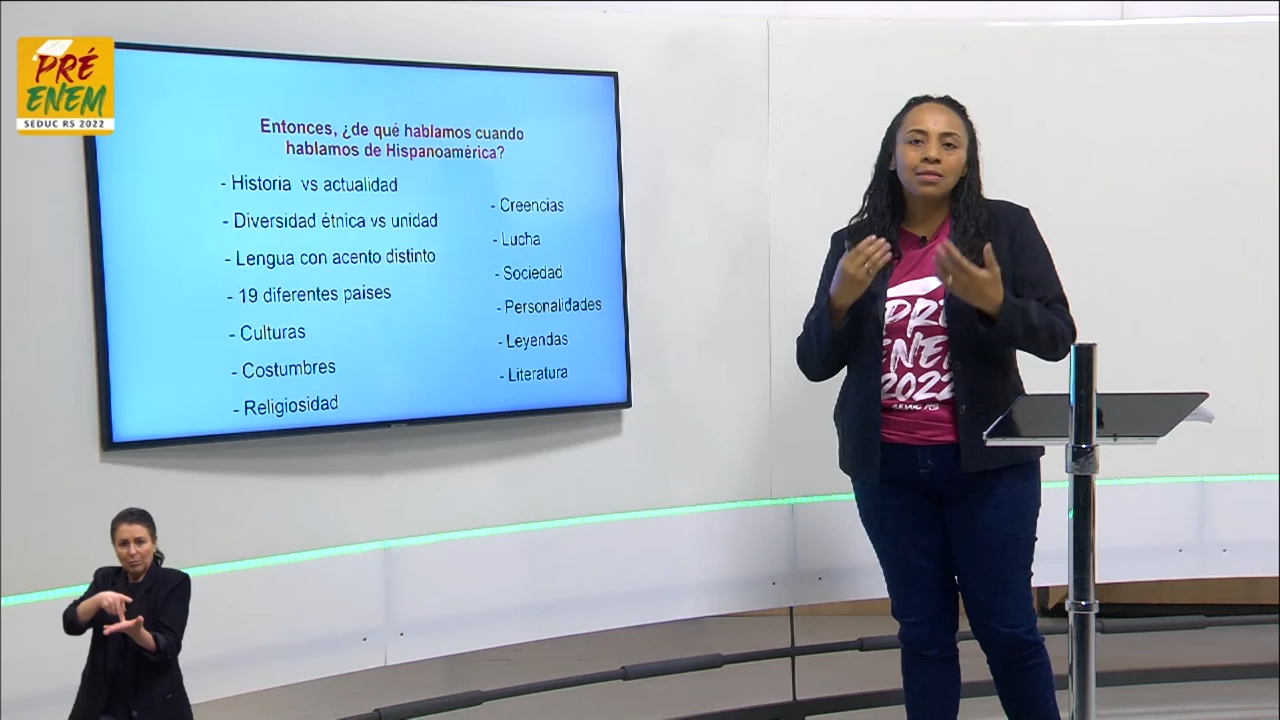 PRÉ
ENEM
SEDUC RS 2022
Entonces, ¿de qué hablamos cuando
hablamos de Hispanoamérica?
- Historia vs actualidad
- Diversidad étnica vs unidad
- Lengua con acento distinto
- 19 diferentes países
- Culturas
- Costumbres
- Religiosidad
- Creencias
- Lucha
- Sociedad
- Personalidades
- Leyendas
- Literatura
PRÉ
ENEM
2022